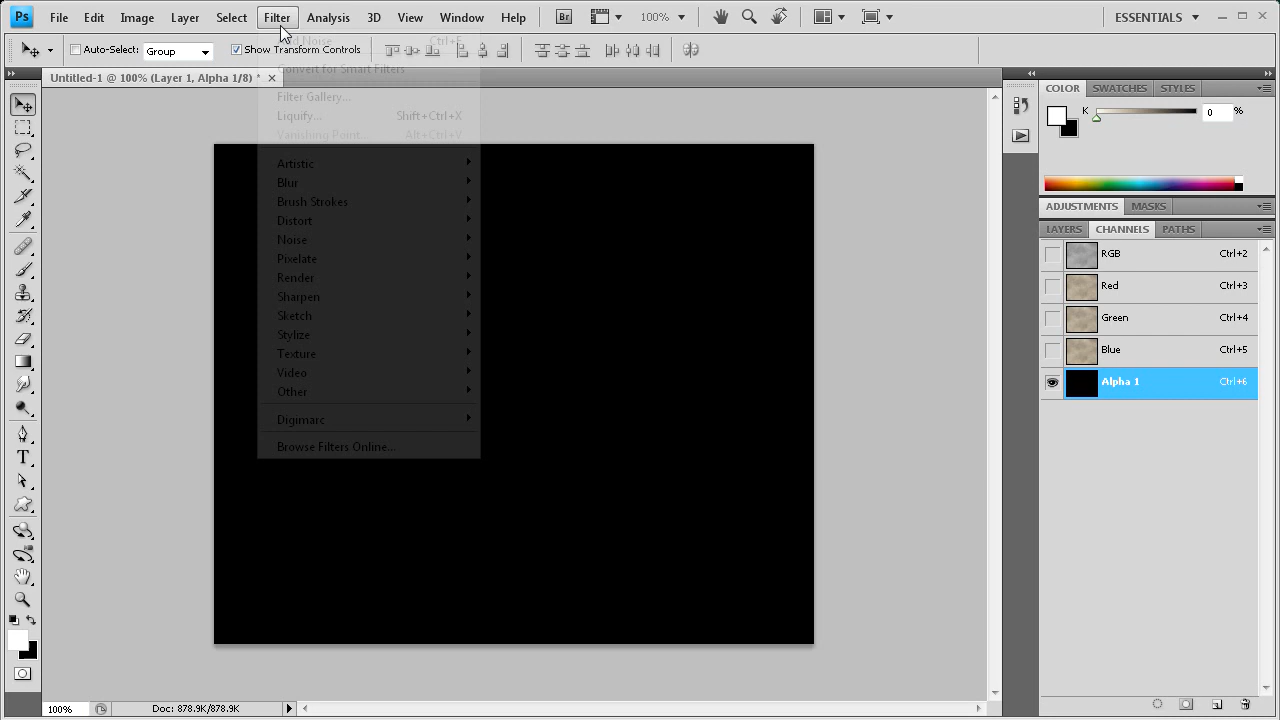 Ps File Edit Image Layer Select Filter Analysis 3D View Window Help Br 100% ESSENTIALS
Auto-Select: Group Show Transform Controls
Add Noise Ctrl+F
Untitled-1 @ 100% (Layer 1, Alpha 1/8) *
Convert for Smart Filters
Filter Gallery...
Liquify... Shift+Ctrl+X
Vanishing Point... Alt+Ctrl+V
Artistic
Blur
Brush Strokes
Distort
Noise
Pixelate
Render
Sharpen
Sketch
Stylize
Texture
Video
Other
Digimarc
Browse Filters Online...
COLOR SWATCHES STYLES
K 0 %
ADJUSTMENTS MASKS
LAYERS CHANNELS PATHS
RGB Ctrl+2
Red Ctrl+3
Green Ctrl+4
Blue Ctrl+5
Alpha 1 Ctrl+6
T
100% Doc: 878.9K/878.9K